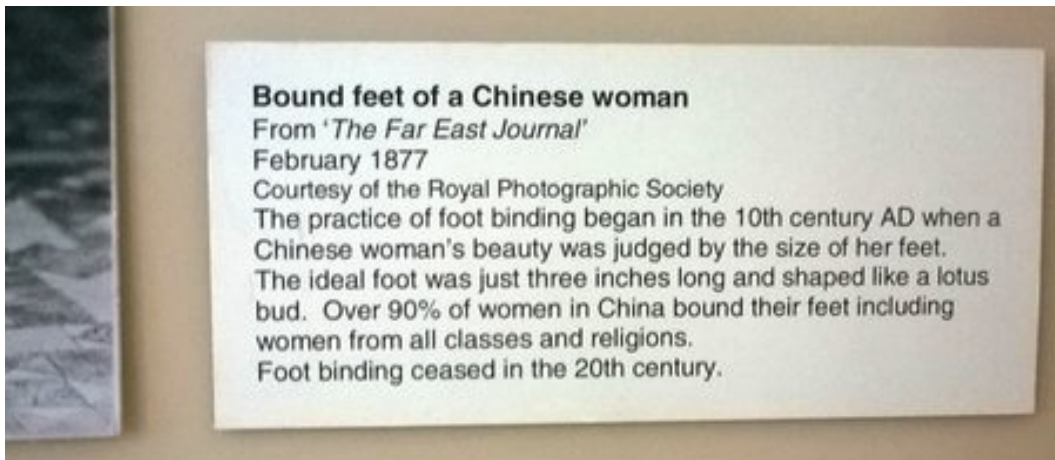 Bound feet of a Chinese woman
From ‘The Far East Journal’
February 1877
Courtesy of the Royal Photographic Society
The practice of foot binding began in the 10th century AD when a
Chinese woman's beauty was judged by the size of her feet.
The ideal foot was just three inches long and shaped like a lotus
bud.  Over 90% of women in China bound their feet including
women from all classes and religions.
Foot binding ceased in the 20th century.